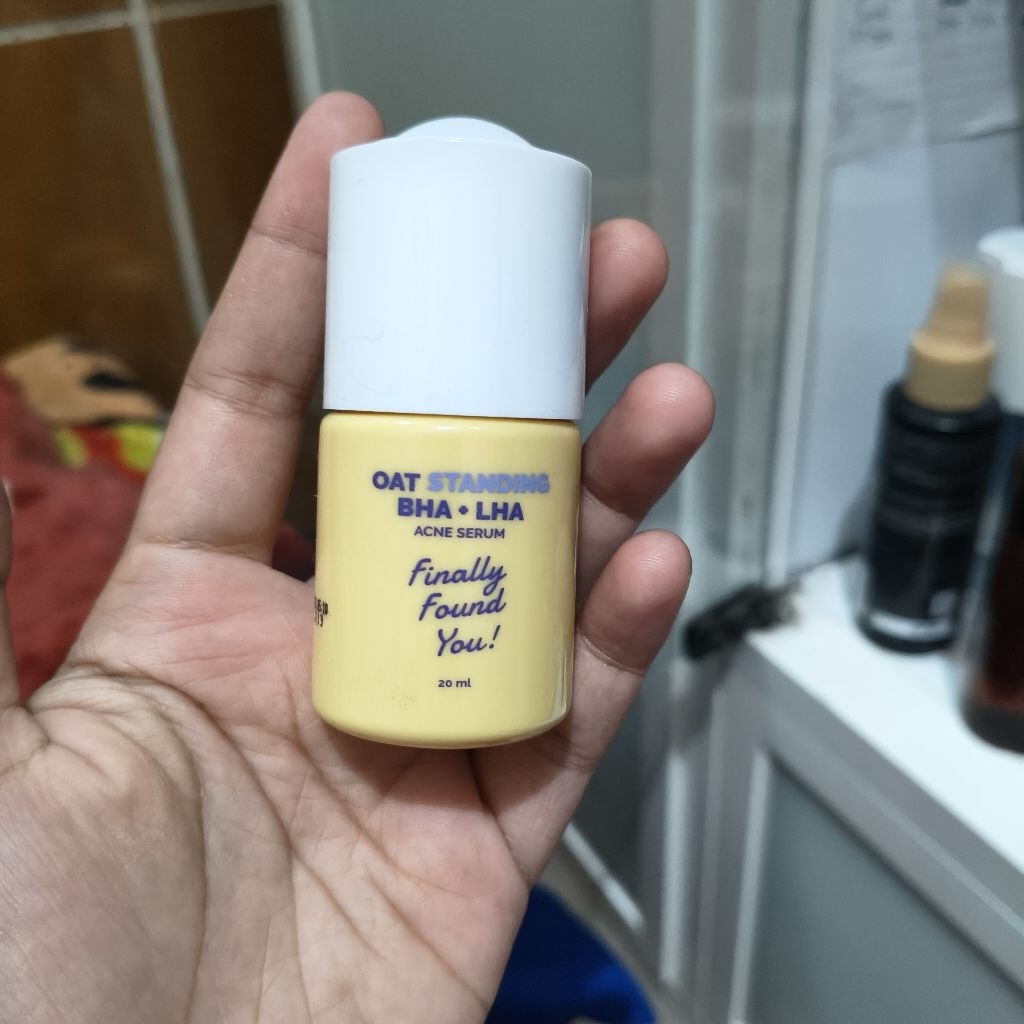 OAT STANDING
BHA + LHA
ACNE SERUM
Finally
Found
You!
20 ml